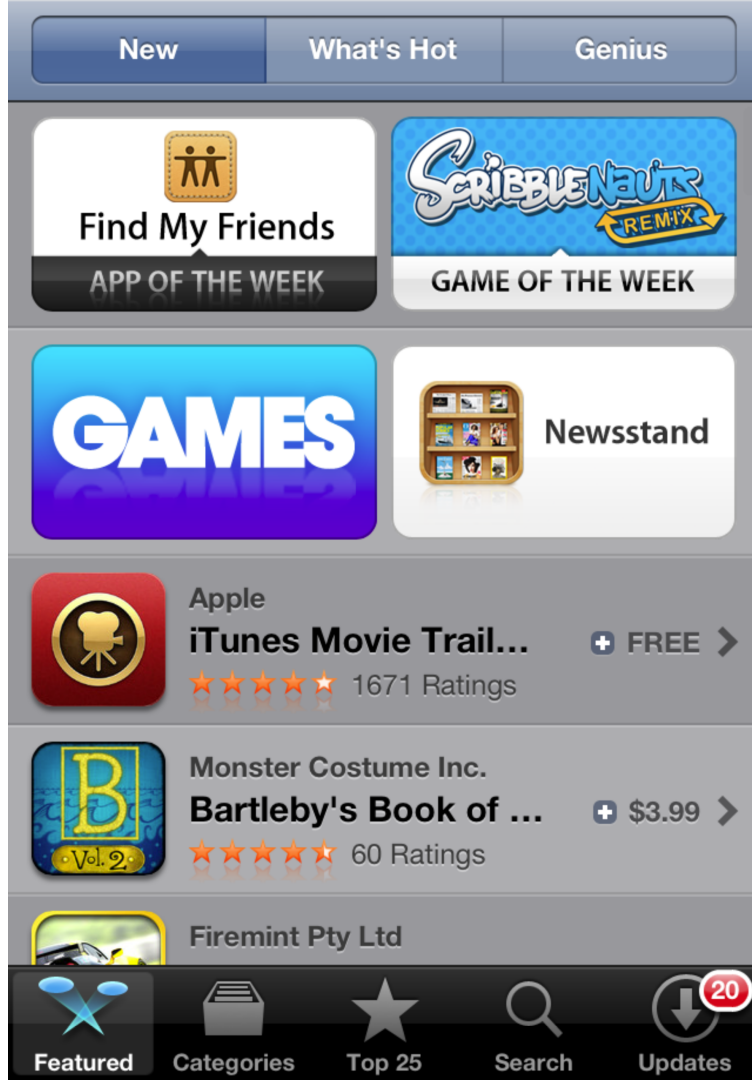 New What's Hot Genius
Find My Friends
APP OF THE WEEK
SCRIBBLENAUTS
REMIX
GAME OF THE WEEK
GAMES
Newsstand
Apple
iTunes Movie Trail...
FREE
1671 Ratings
B
Vol. 2
Monster Costume Inc.
Bartleby's Book of ...
$3.99
60 Ratings
Firemint Pty Ltd
20
Featured Categories Top 25 Search Updates